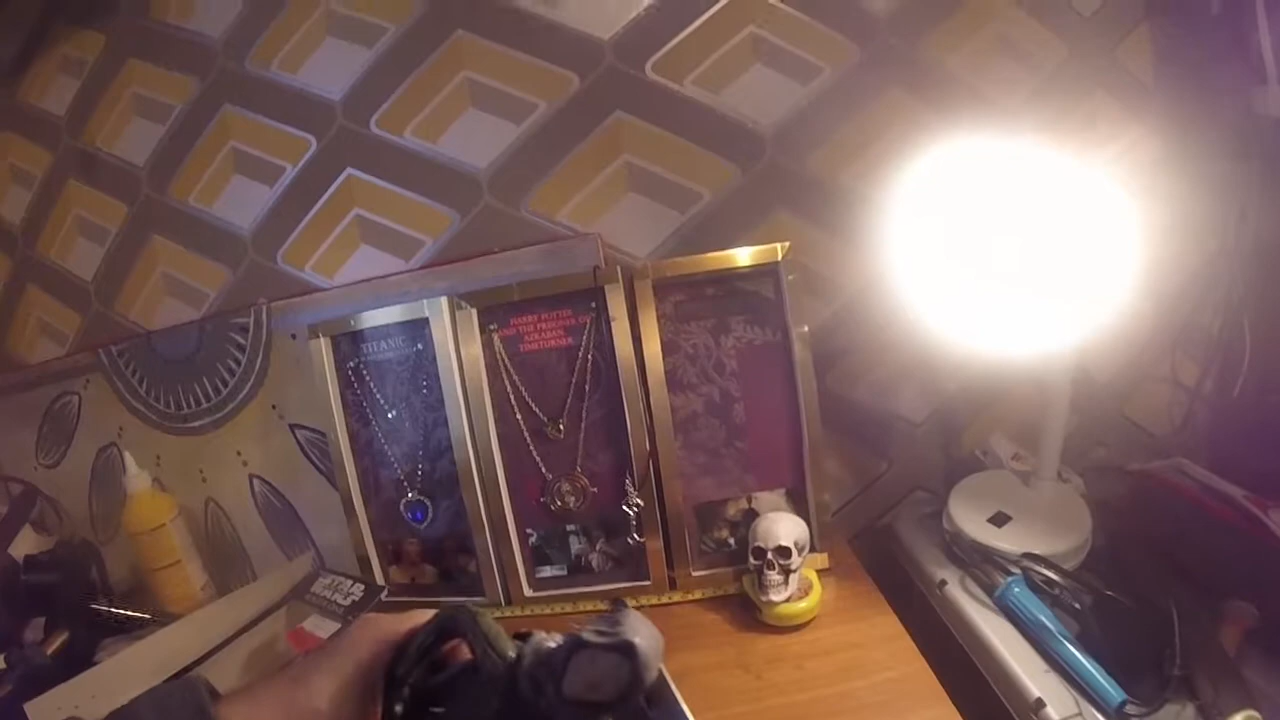 TITANIC
HARRY POTTER
AND THE PRISONER OF
AZKABAN
TIMETURNER
STAR
WARS